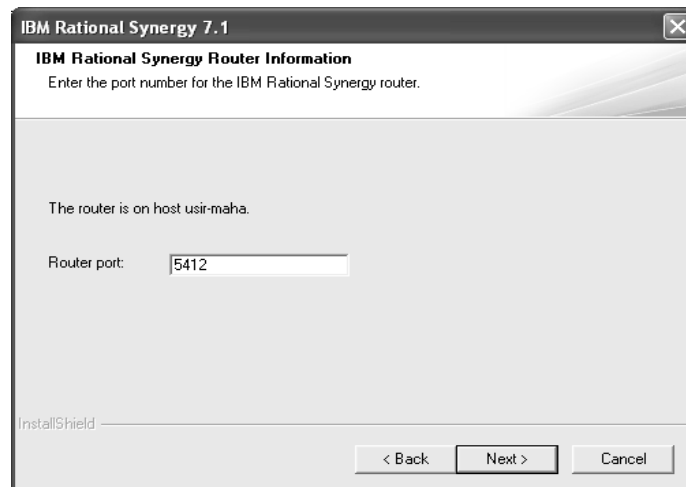 IBM Rational Synergy 7.1
IBM Rational Synergy Router Information
Enter the port number for the IBM Rational Synergy router.
The router is on host usir-maha.
Router port: 5412
InstallShield
< Back Next > Cancel